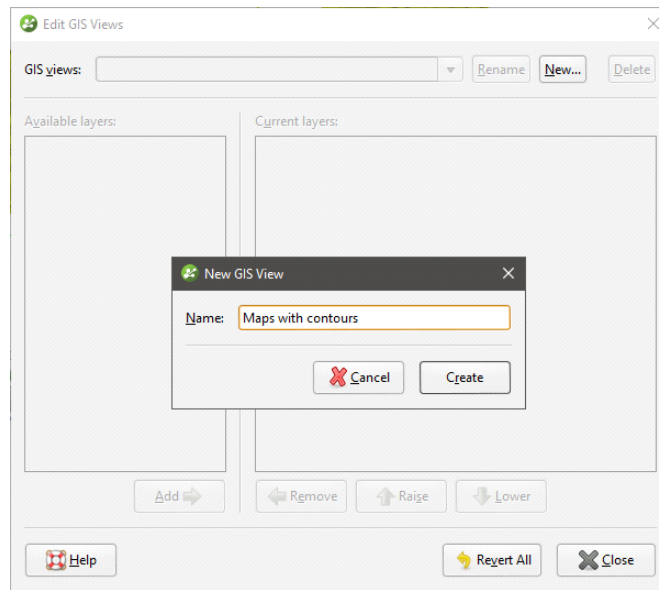 Edit GIS Views
GIS views: Rename New... Delete
Available layers: Current layers:
New GIS View
Name: Maps with contours
Cancel Create
Add Remove Raise Lower
Help Revert All Close